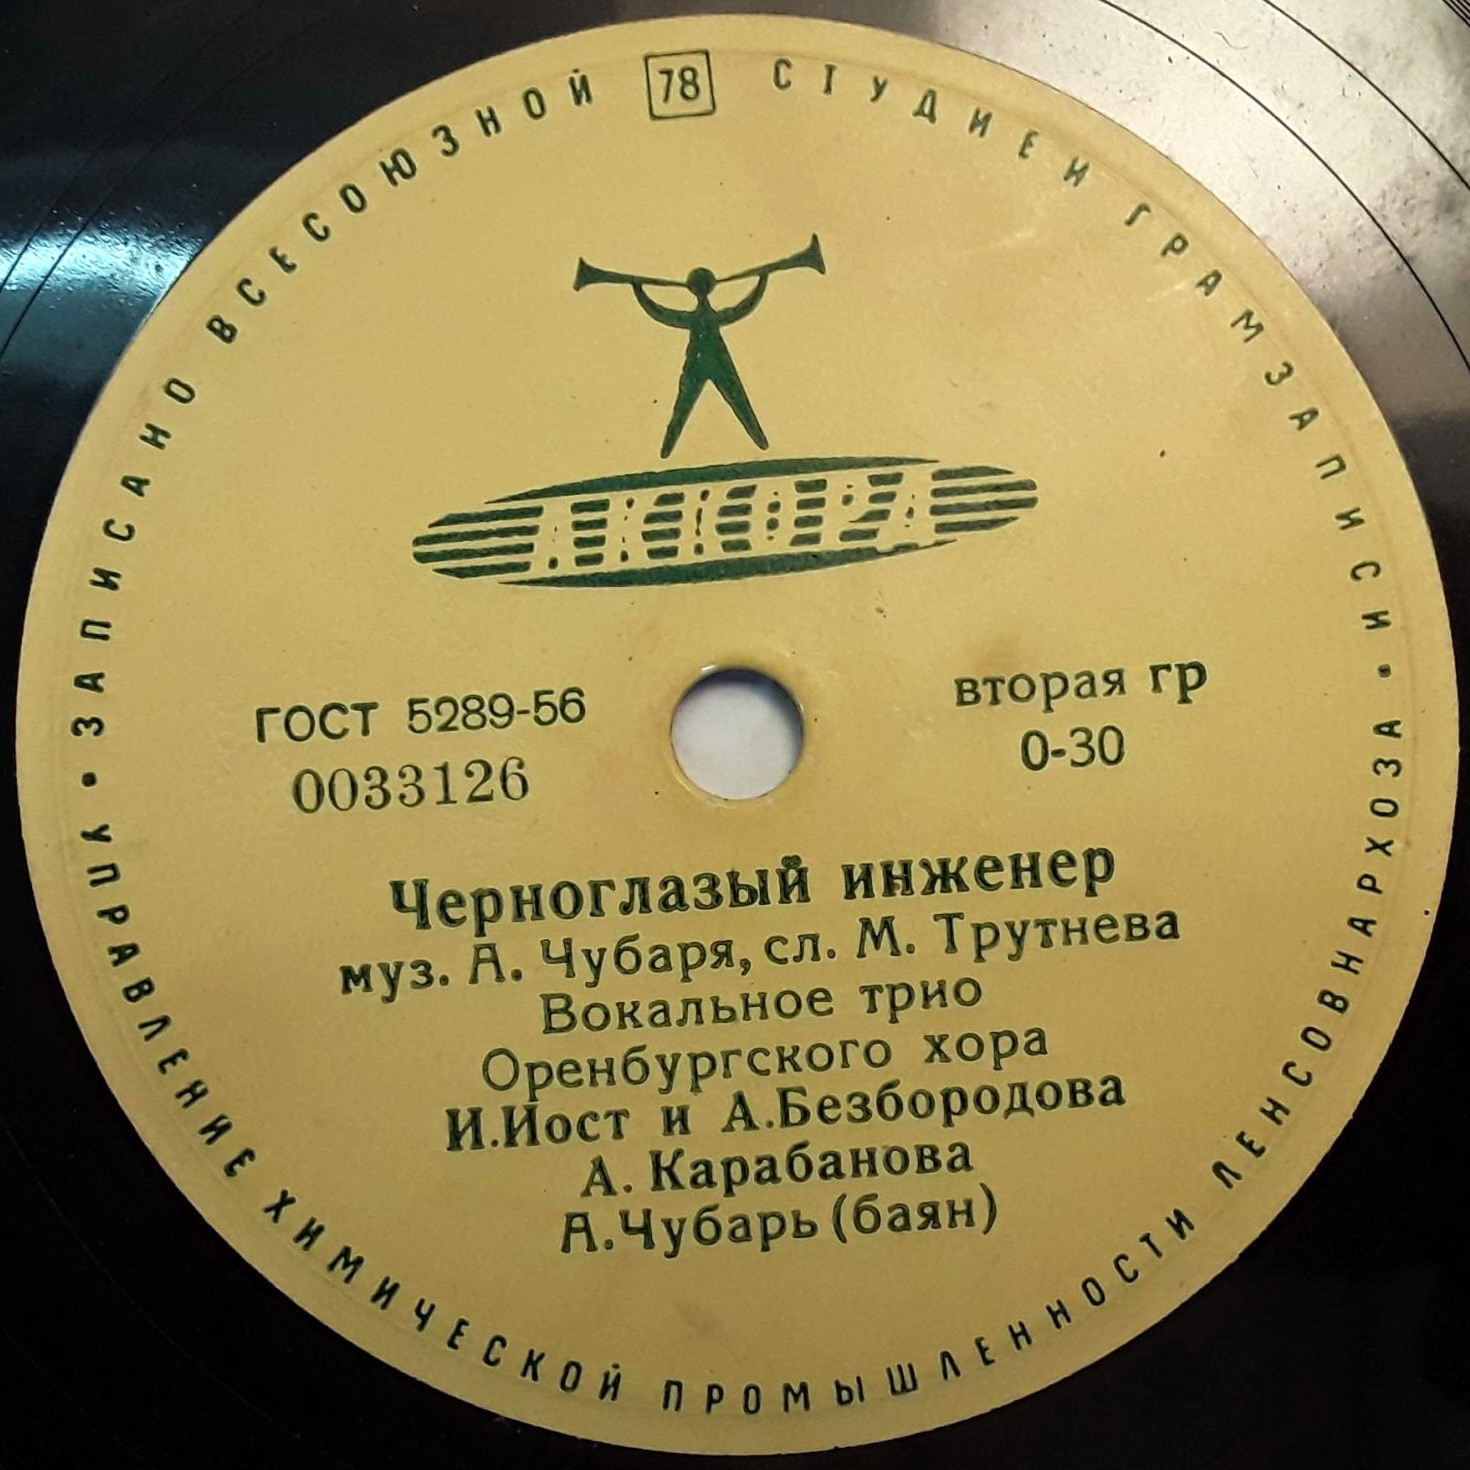 ЗАПИСАНО ВСЕСОЮЗНОЙ 78 СТУДИЕЙ ГРАМЗАПИСИ
АККОРД
ГОСТ 5289-56
0033126
вторая гр
0-30
Черноглазый инженер
муз. А. Чубаря, сл. М. Трутнева
Вокальное трио
Оренбургского хора
И.Иост и А.Безбородова
А. Карабанова
А.Чубарь (баян)
УПРАВЛЕНИЕ ХИМИЧЕСКОЙ ПРОМЫШЛЕННОСТИ ЛЕНСОВНАРХОЗА